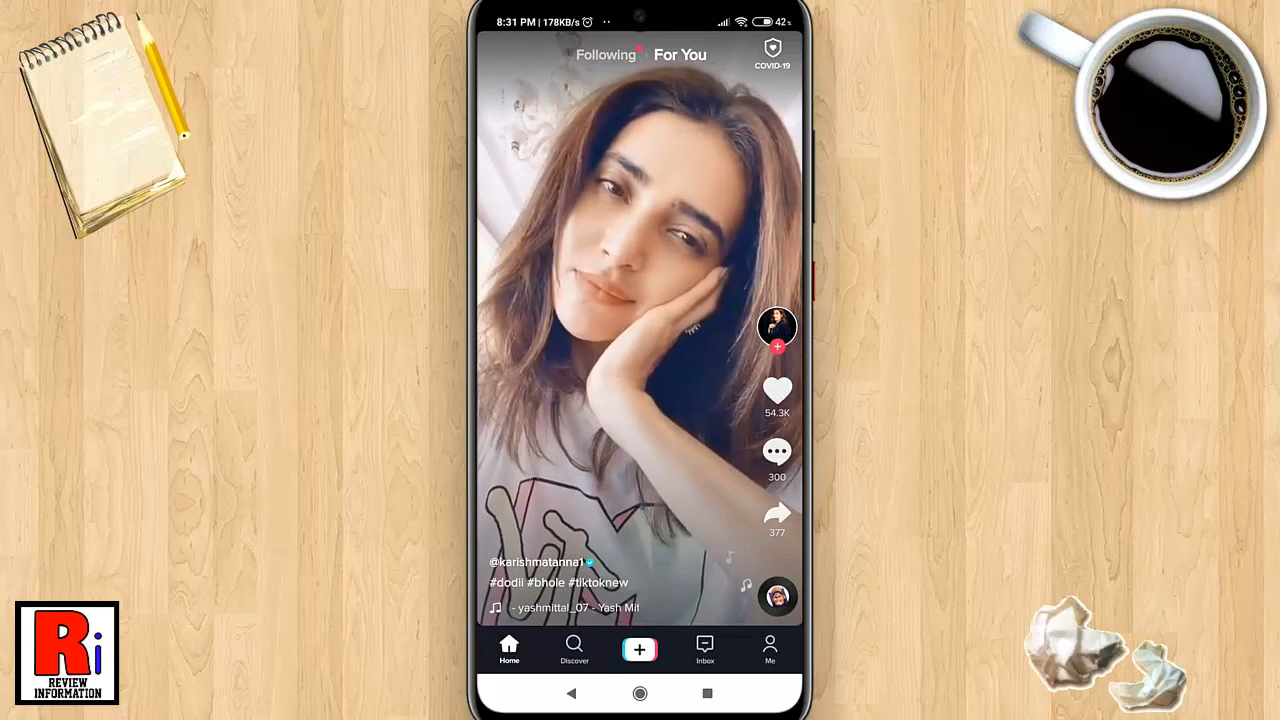 8:31 PM | 178KB/s
42%
Following
For You
COVID-19
54.3K
300
377
@karishmatanna1
#dodii #bhole #tiktoknew
- yashmittal_07 - Yash Mit
Home
Discover
Inbox
Me
Ri
REVIEW
INFORMATION